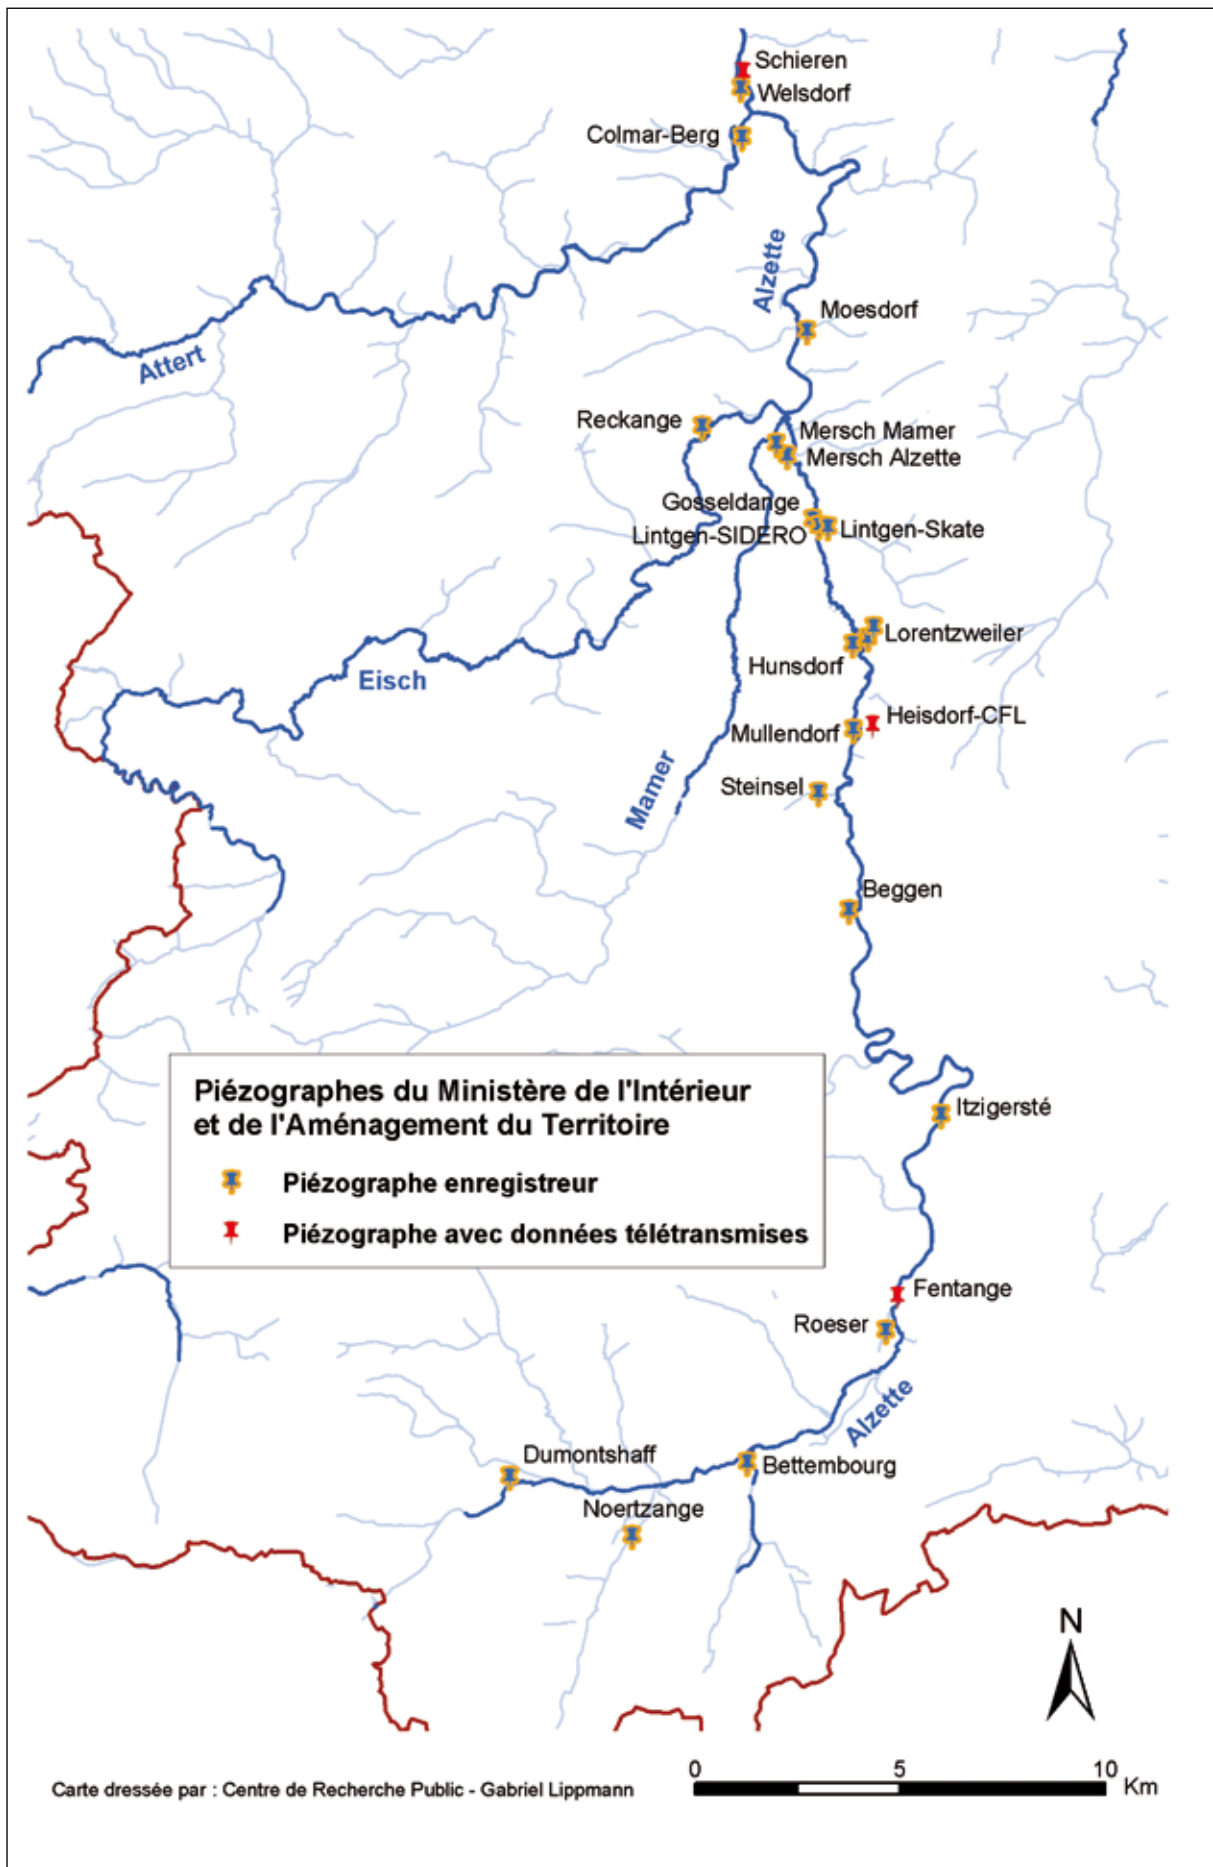 Schieren
Welsdorf
Colmar-Berg
Alzette
Moesdorf
Attert
Reckange
Mersch Mamer
Mersch Alzette
Gosseldange
Lintgen-SIDERO
Lintgen-Skate
Lorentzweiler
Hunsdorf
Eisch
Heisdorf-CFL
Mullendorf
Steinsel
Mamer
Beggen
Piézographes du Ministère de l'Intérieur
et de l'Aménagement du Territoire
Piézographe enregistreur
Piézographe avec données télétransmises
Itzigersté
Fentange
Roeser
Alzette
Dumontshaff
Bettembourg
Noertzange
N
0 5 10
Km
Carte dressée par : Centre de Recherche Public - Gabriel Lippmann